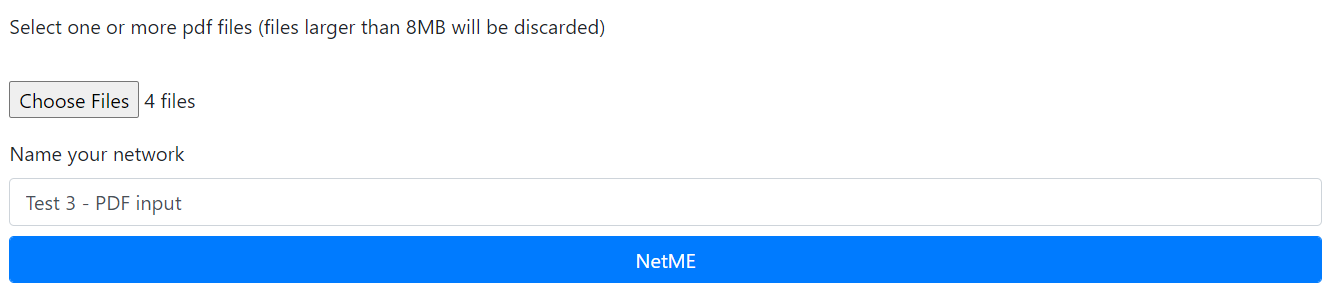 Select one or more pdf files (files larger than 8MB will be discarded)
Choose Files 4 files
Name your network
Test 3 - PDF input
NetME